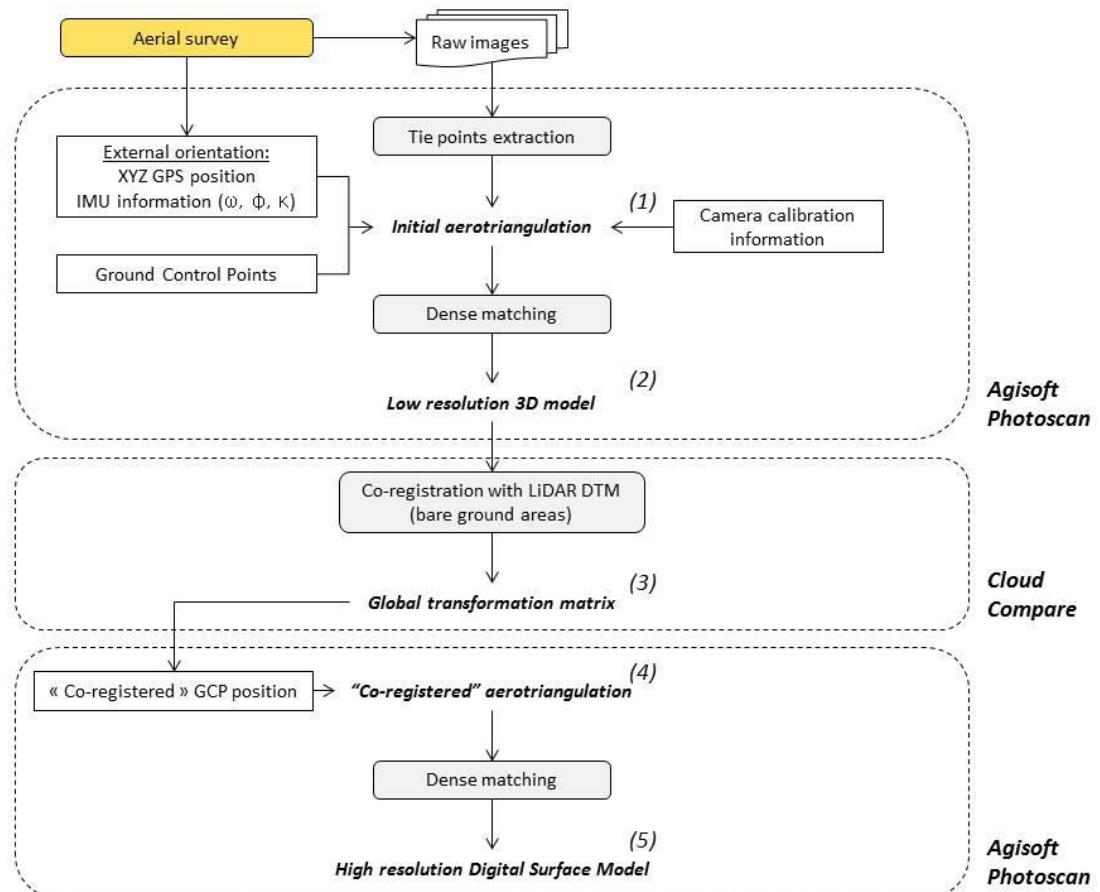 Aerial survey
Raw images
Tie points extraction
External orientation:
XYZ GPS position
IMU information (ω, ϕ, κ)
(1)
Initial aerotriangulation
Camera calibration
information
Ground Control Points
Dense matching
(2)
Low resolution 3D model
Agisoft
Photoscan
Co-registration with LiDAR DTM
(bare ground areas)
(3)
Global transformation matrix
Cloud
Compare
(4)
« Co-registered » GCP position
“Co-registered” aerotriangulation
Dense matching
(5)
High resolution Digital Surface Model
Agisoft
Photoscan